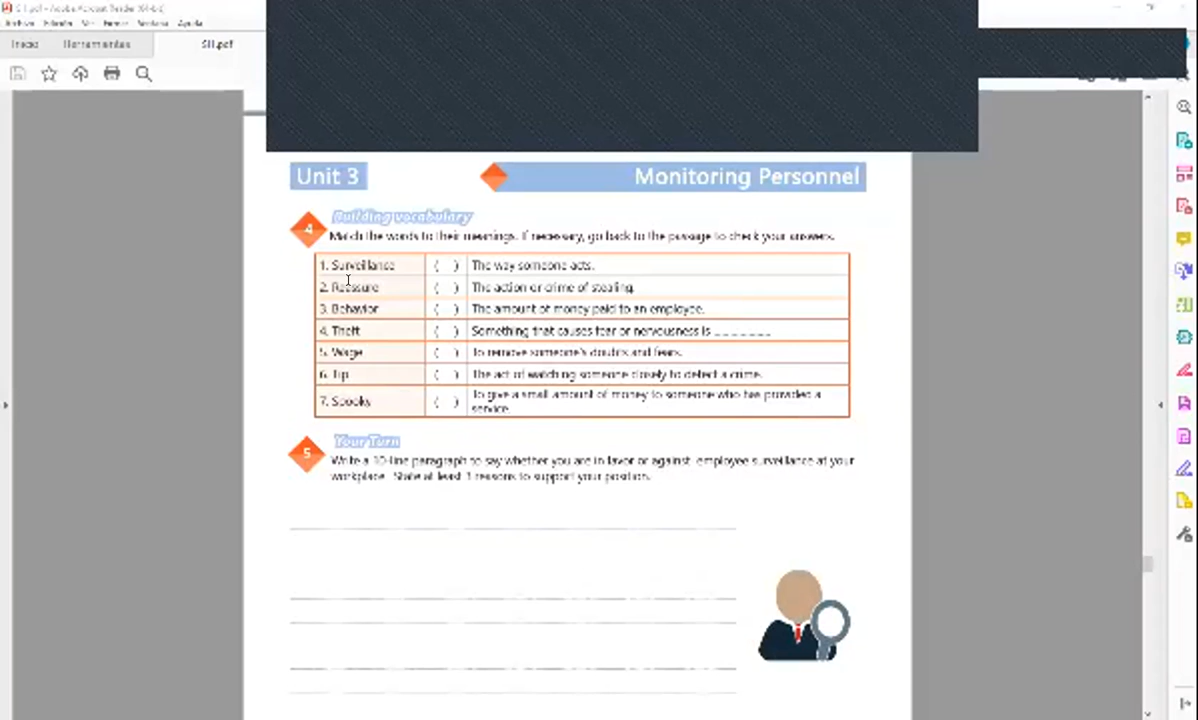 Inicio
Herramientas
SII.pdf
Unit 3
Monitoring Personnel
4
Building vocabulary
Match the words to their meanings. If necessary, go back to the passage to check your answers.
1. Surveillance ( ) The way someone acts.
2. Reassure ( ) The action or crime of stealing.
3. Behavior ( ) The amount of money paid to an employee.
4. Theft ( ) Something that causes fear or nervousness is _ _ _ _ _ _ _ _
5. Wage ( ) To remove someone's doubts and fears.
6. Tip ( ) The act of watching someone closely to detect a crime.
7. Spooky ( ) To give a small amount of money to someone who has provided a
service.
5
Your Turn
Write a 10-line paragraph to say whether you are in favor or against employee surveillance at your
workplace. State at least 3 reasons to support your position.